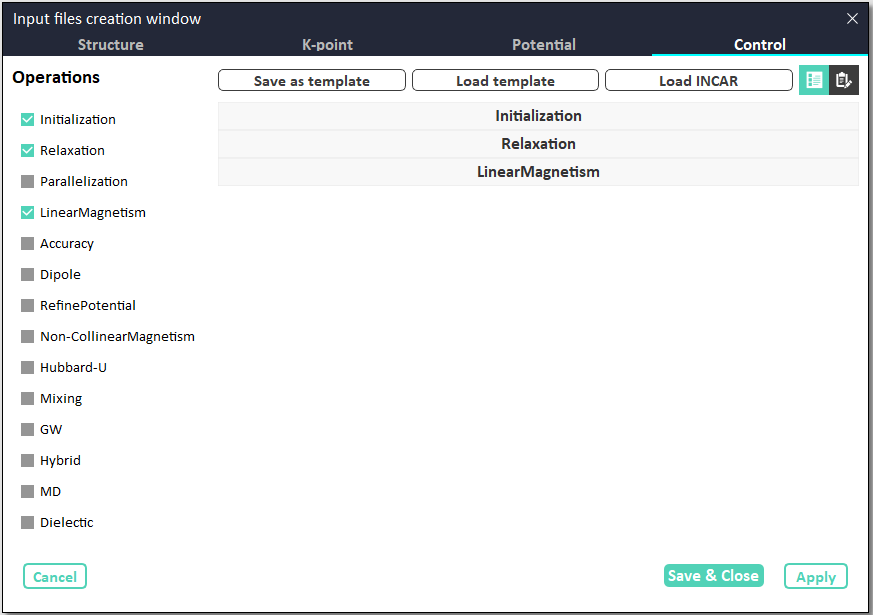 Input files creation window
Structure K-point Potential Control
Operations
Save as template Load template Load INCAR
Initialization
Relaxation
LinearMagnetism
Initialization
Relaxation
Parallelization
LinearMagnetism
Accuracy
Dipole
RefinePotential
Non-CollinearMagnetism
Hubbard-U
Mixing
GW
Hybrid
MD
Dielectic
Cancel Save & Close Apply